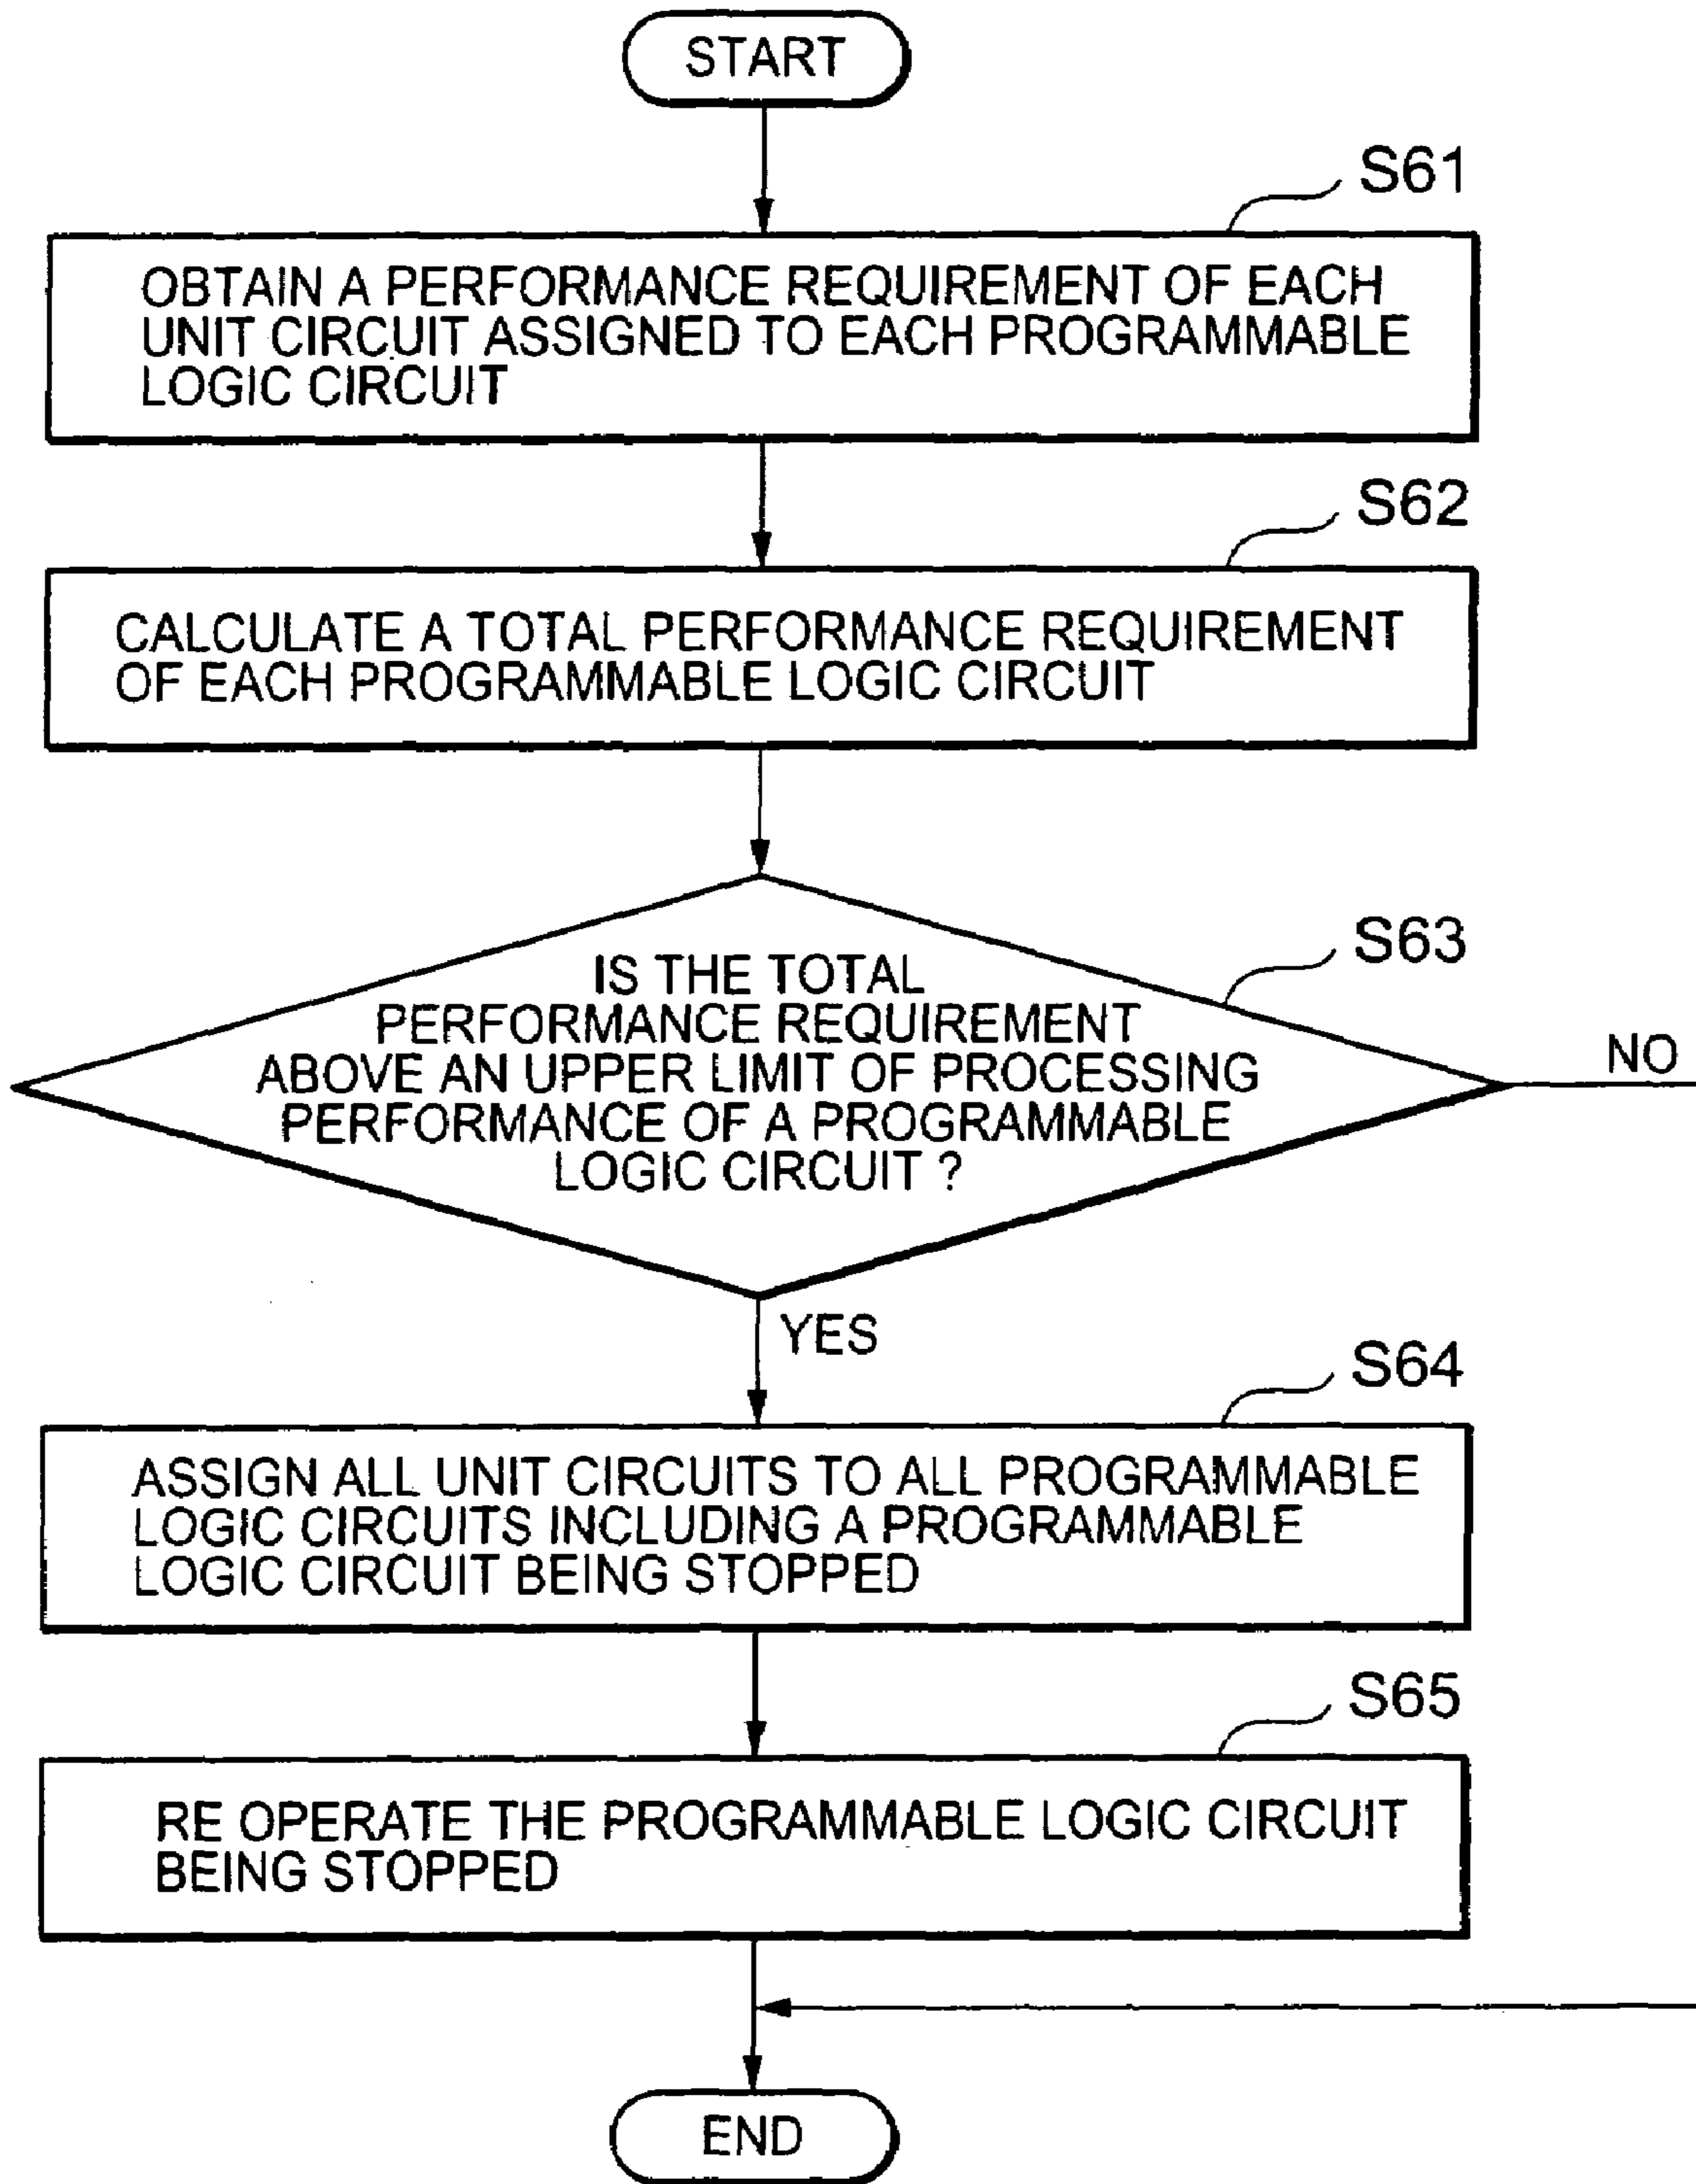 START
S61
OBTAIN A PERFORMANCE REQUIREMENT OF EACH
UNIT CIRCUIT ASSIGNED TO EACH PROGRAMMABLE
LOGIC CIRCUIT
S62
CALCULATE A TOTAL PERFORMANCE REQUIREMENT
OF EACH PROGRAMMABLE LOGIC CIRCUIT
S63
IS THE TOTAL
PERFORMANCE REQUIREMENT
ABOVE AN UPPER LIMIT OF PROCESSING
PERFORMANCE OF A PROGRAMMABLE
LOGIC CIRCUIT ?
NO
YES
S64
ASSIGN ALL UNIT CIRCUITS TO ALL PROGRAMMABLE
LOGIC CIRCUITS INCLUDING A PROGRAMMABLE
LOGIC CIRCUIT BEING STOPPED
S65
RE OPERATE THE PROGRAMMABLE LOGIC CIRCUIT
BEING STOPPED
END